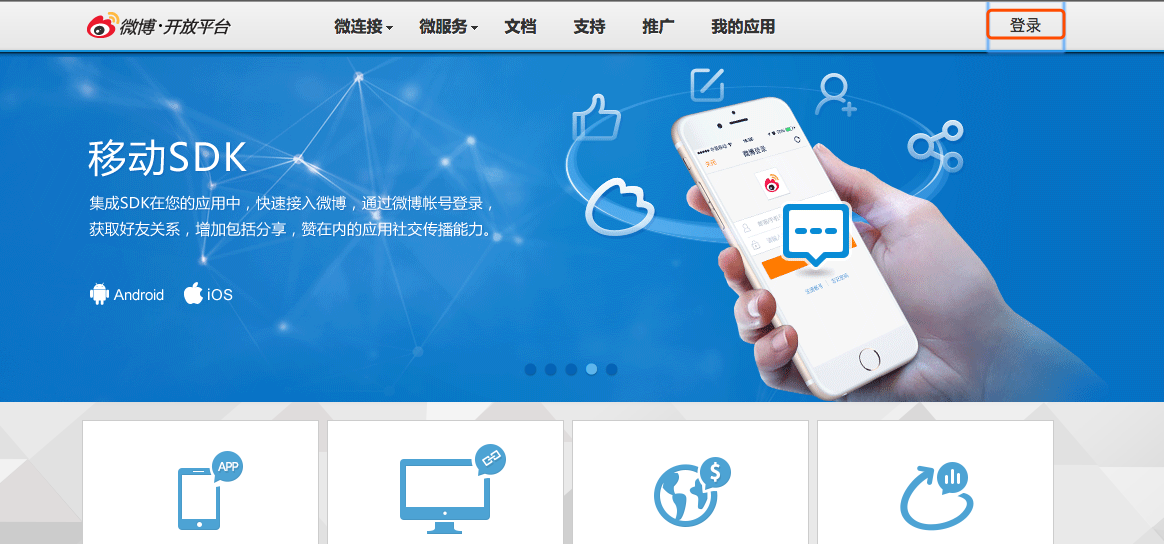 微博·开放平台
微连接
微服务
文档
支持
推广
我的应用
登录
移动SDK
集成SDK在您的应用中，快速接入微博，通过微博帐号登录，
获取好友关系，增加包括分享，赞在内的应用社交传播能力。
Android
iOS
关闭
微博登录
APP
$